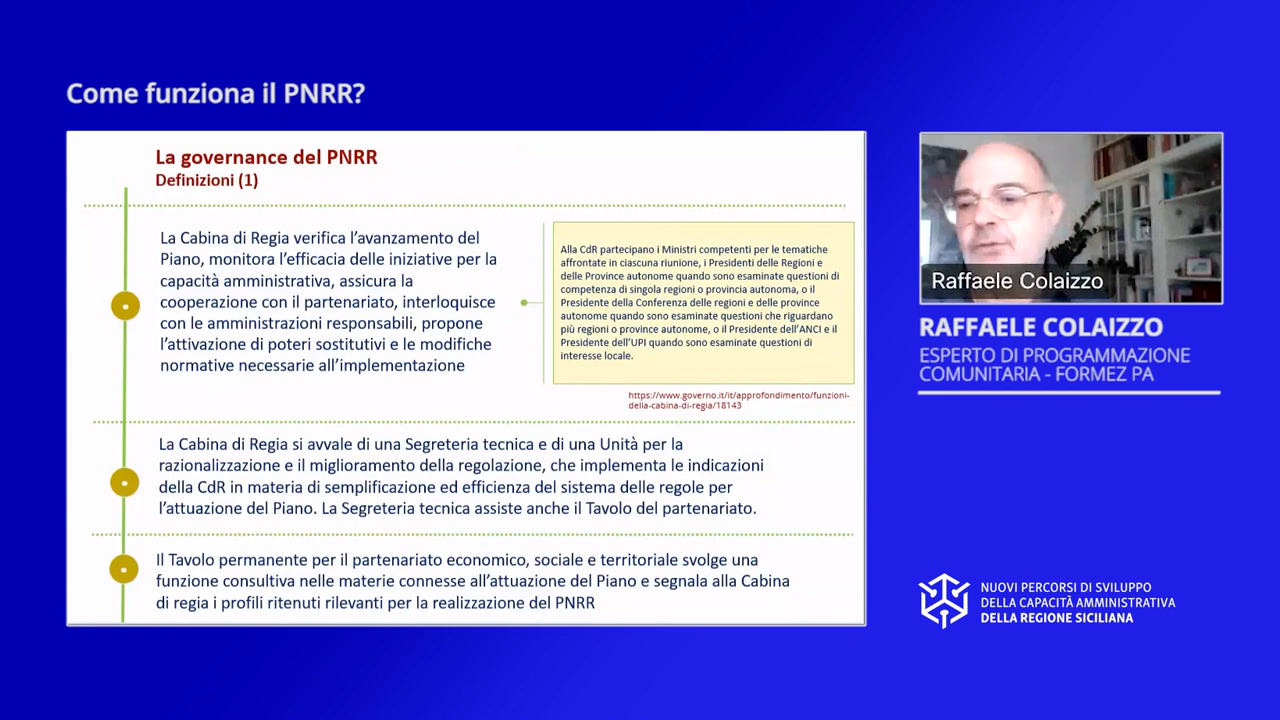 Come funziona il PNRR?
La governance del PNRR
Definizioni (1)
La Cabina di Regia verifica l’avanzamento del
Piano, monitora l’efficacia delle iniziative per la
capacità amministrativa, assicura la
cooperazione con il partenariato, interloquisce
con le amministrazioni responsabili, propone
l’attivazione di poteri sostitutivi e le modifiche
normative necessarie all’implementazione
Alla CdR partecipano i Ministri competenti per le tematiche
affrontate in ciascuna riunione, i Presidenti delle Regioni e
delle Province autonome quando sono esaminate questioni di
competenza di singola regioni o provincia autonoma, o il
Presidente della Conferenza delle regioni e delle province
autonome quando sono esaminate questioni che riguardano
più regioni o province autonome, o il Presidente dell’ANCI e il
Presidente dell’UPI quando sono esaminate questioni di
interesse locale.
https://www.governo.it/it/approfondimento/funzioni-
della-cabina-di-regia/18143
La Cabina di Regia si avvale di una Segreteria tecnica e di una Unità per la
razionalizzazione e il miglioramento della regolazione, che implementa le indicazioni
della CdR in materia di semplificazione ed efficienza del sistema delle regole per
l’attuazione del Piano. La Segreteria tecnica assiste anche il Tavolo del partenariato.
Il Tavolo permanente per il partenariato economico, sociale e territoriale svolge una
funzione consultiva nelle materie connesse all’attuazione del Piano e segnala alla Cabina
di regia i profili ritenuti rilevanti per la realizzazione del PNRR
Raffaele Colaizzo
RAFFAELE COLAIZZO
ESPERTO DI PROGRAMMAZIONE
COMUNITARIA - FORMEZ PA
NUOVI PERCORSI DI SVILUPPO
DELLA CAPACITÀ AMMINISTRATIVA
DELLA REGIONE SICILIANA